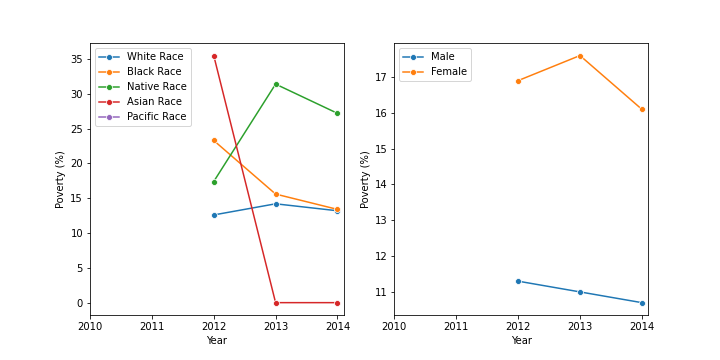 White Race
Black Race
Native Race
Asian Race
Pacific Race
35
30
25
20
15
10
5
0
Poverty (%)
2010 2011 2012 2013 2014
Year
Male
Female
17
16
15
14
13
12
11
Poverty (%)
2010 2011 2012 2013 2014
Year